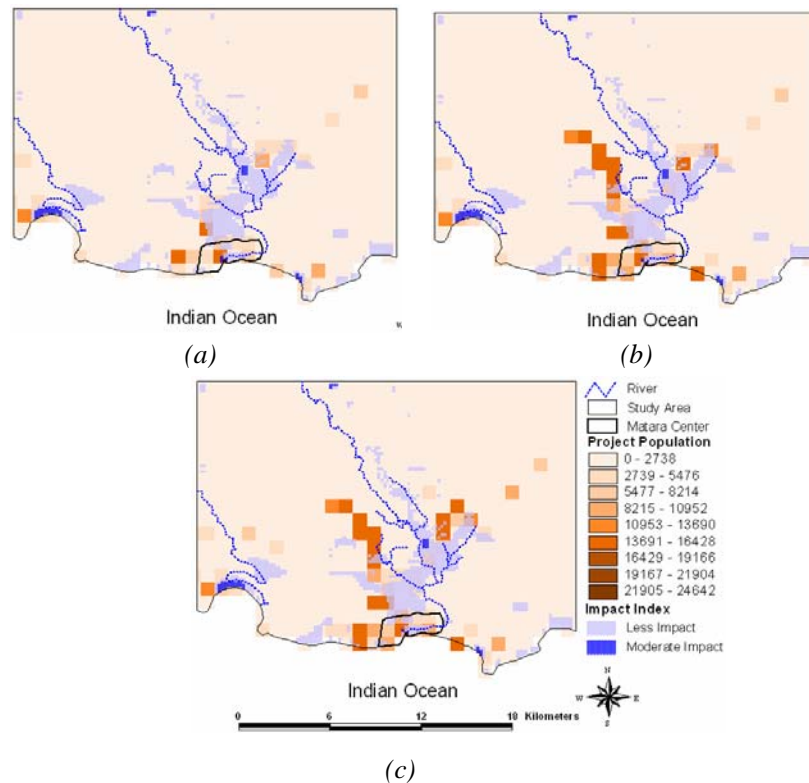 Indian Ocean
W
(a)
Indian Ocean
(b)
River
Study Area
Matara Center
Project Population
0 - 2738
2739 - 5476
5477 - 8214
8215 - 10952
10953 - 13690
13691 - 16428
16429 - 19166
19167 - 21904
21905 - 24642
Impact Index
Less Impact
Moderate Impact
N
W E
S
Indian Ocean
0 6 12 18 Kilometers
(c)